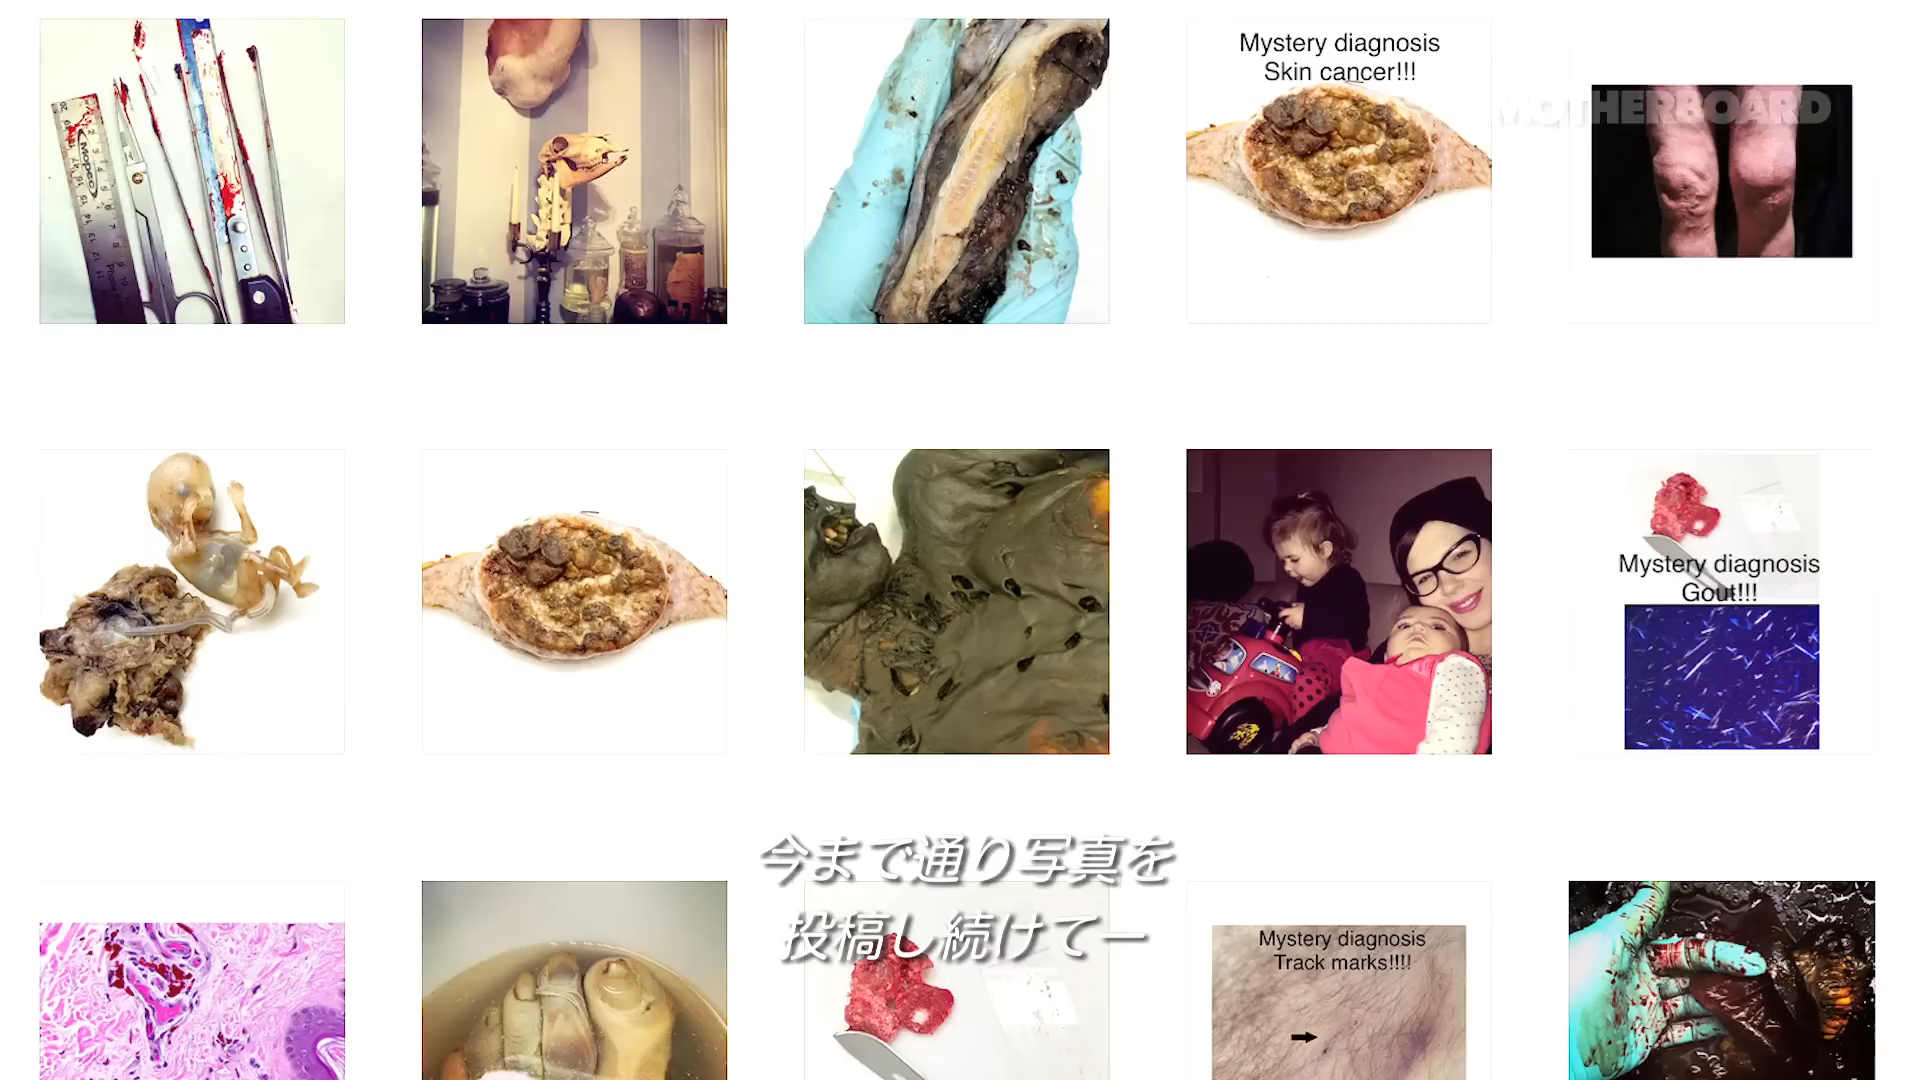 Mystery diagnosis
Skin cancer!!!
MOTHERBOARD
Mopec
Mystery diagnosis
Gout!!!
今まで通り写真を
投稿し続けてー
Mystery diagnosis
Track marks!!!!